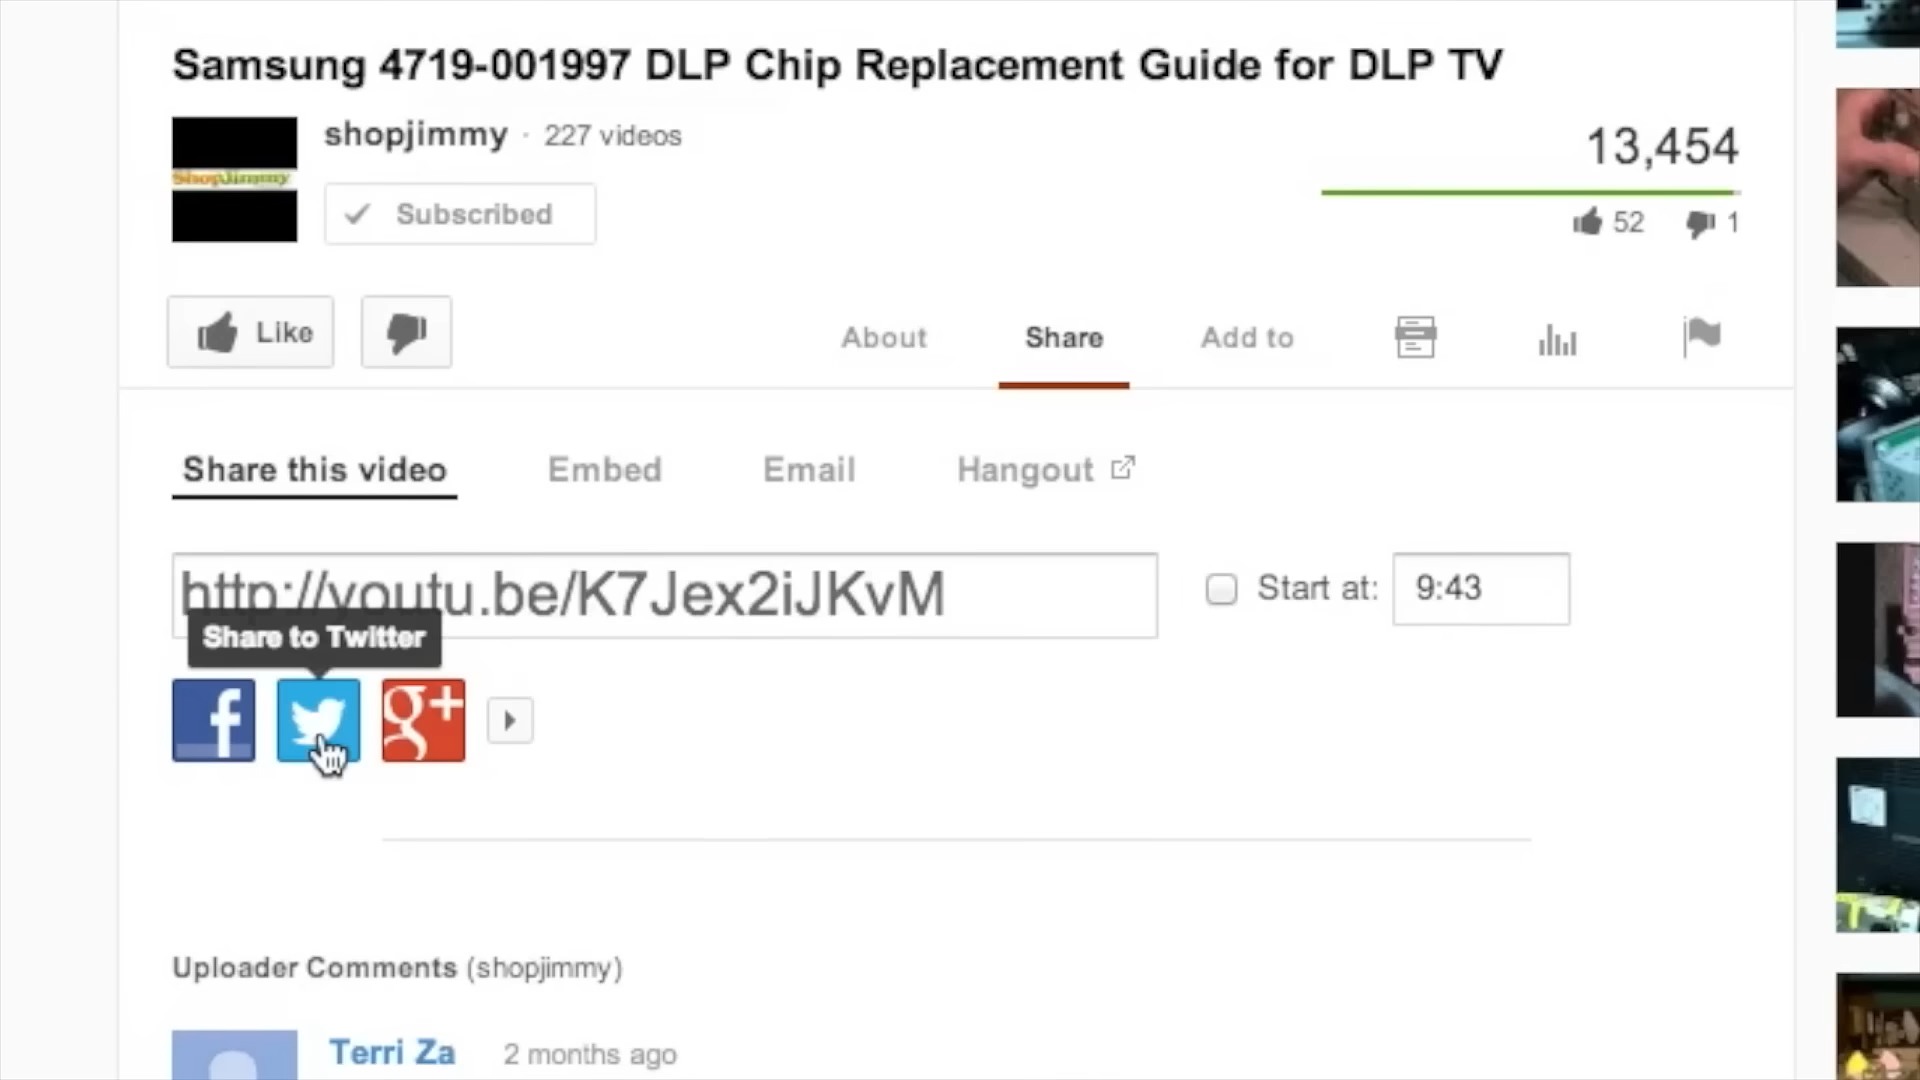 Samsung 4719-001997 DLP Chip Replacement Guide for DLP TV
ShopJimmy
shopjimmy · 227 videos
Subscribed
13,454
52 1
Like
About Share Add to
Share this video Embed Email Hangout
http://youtu.be/K7Jex2iJKvM
Start at: 9:43
Share to Twitter
f g+
Uploader Comments (shopjimmy)
Terri Za 2 months ago